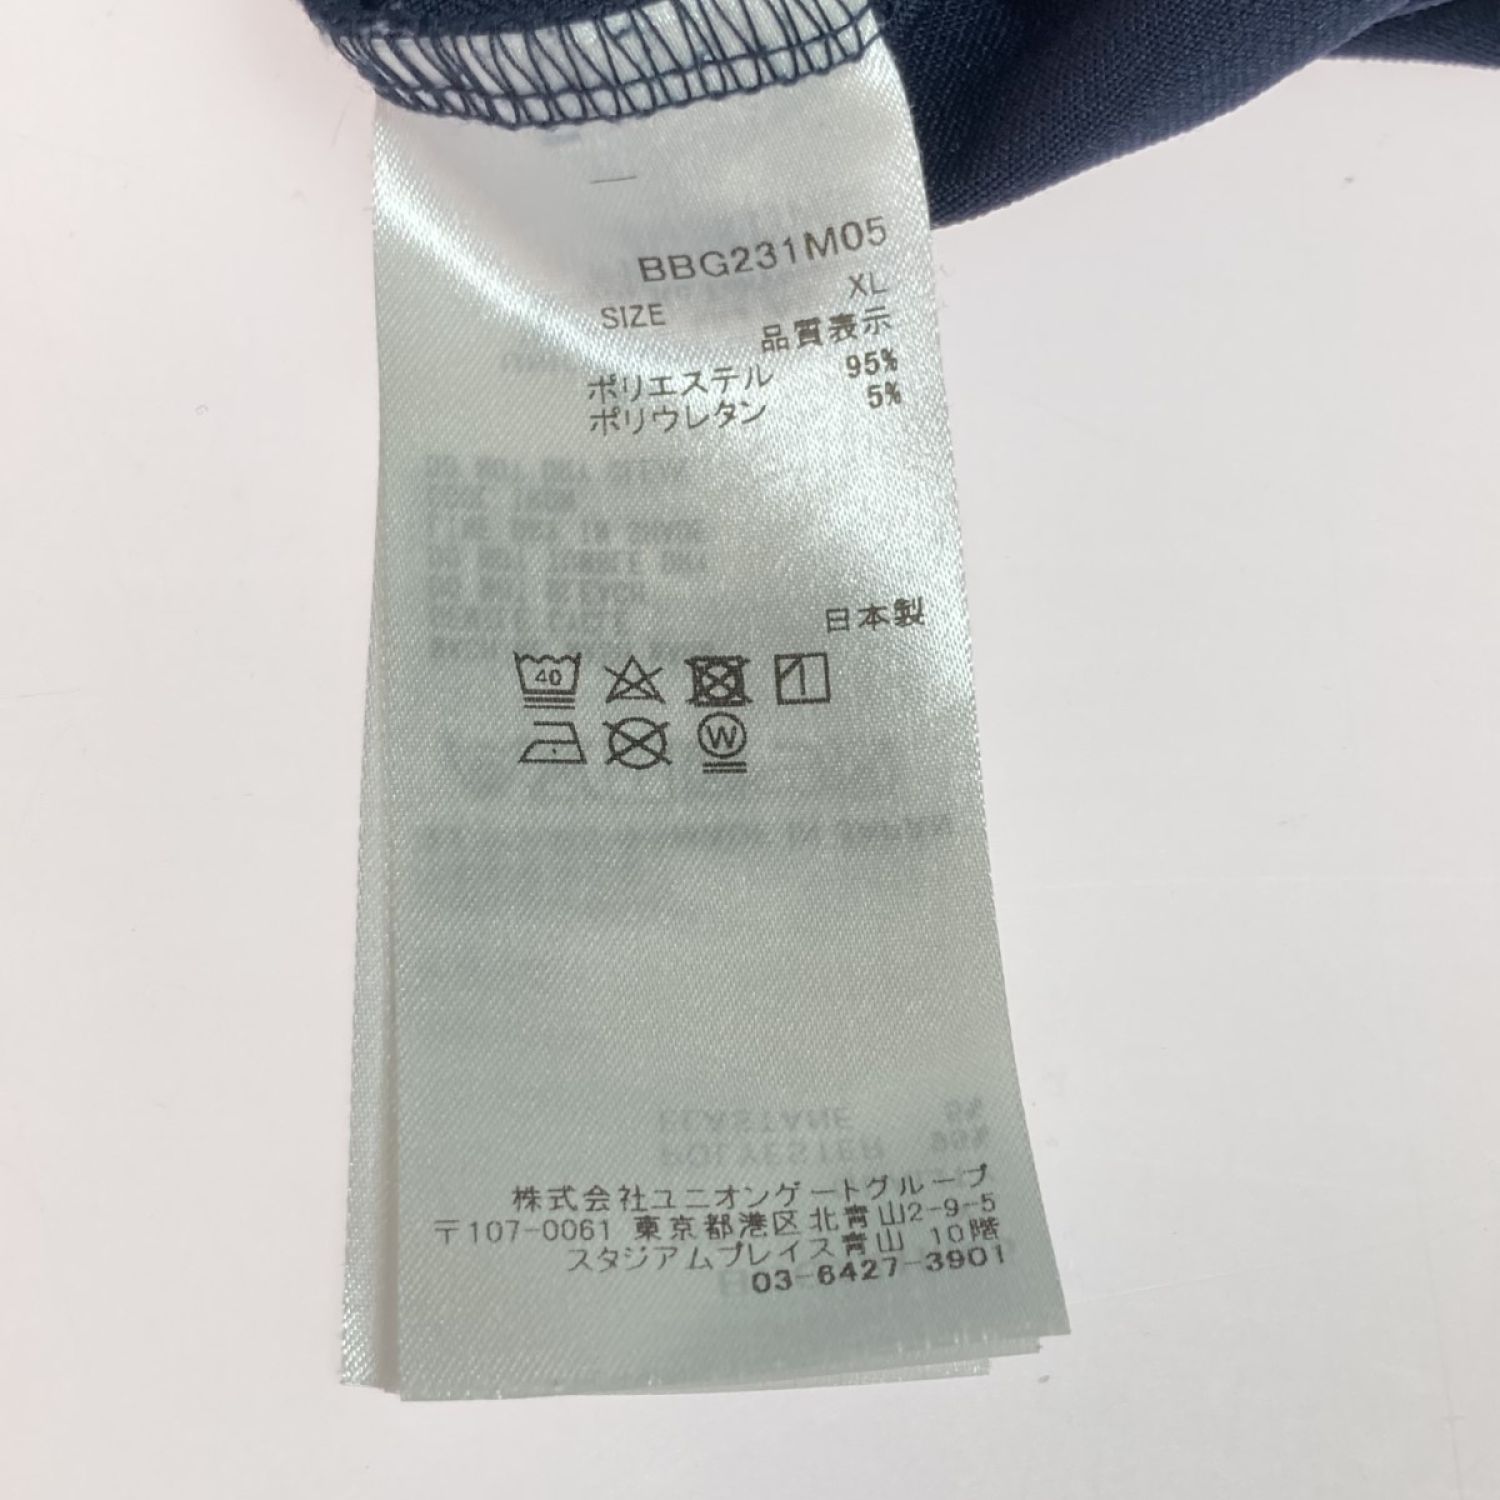 BBG231M05
SIZE XL
品質表示
ポリエステル 95%
ポリウレタン 5%
日本製
40
W
株式会社ユニオンゲートグループ
〒107-0061 東京都港区北青山2-9-5
スタジアムプレイス青山 10階
03-6427-3901